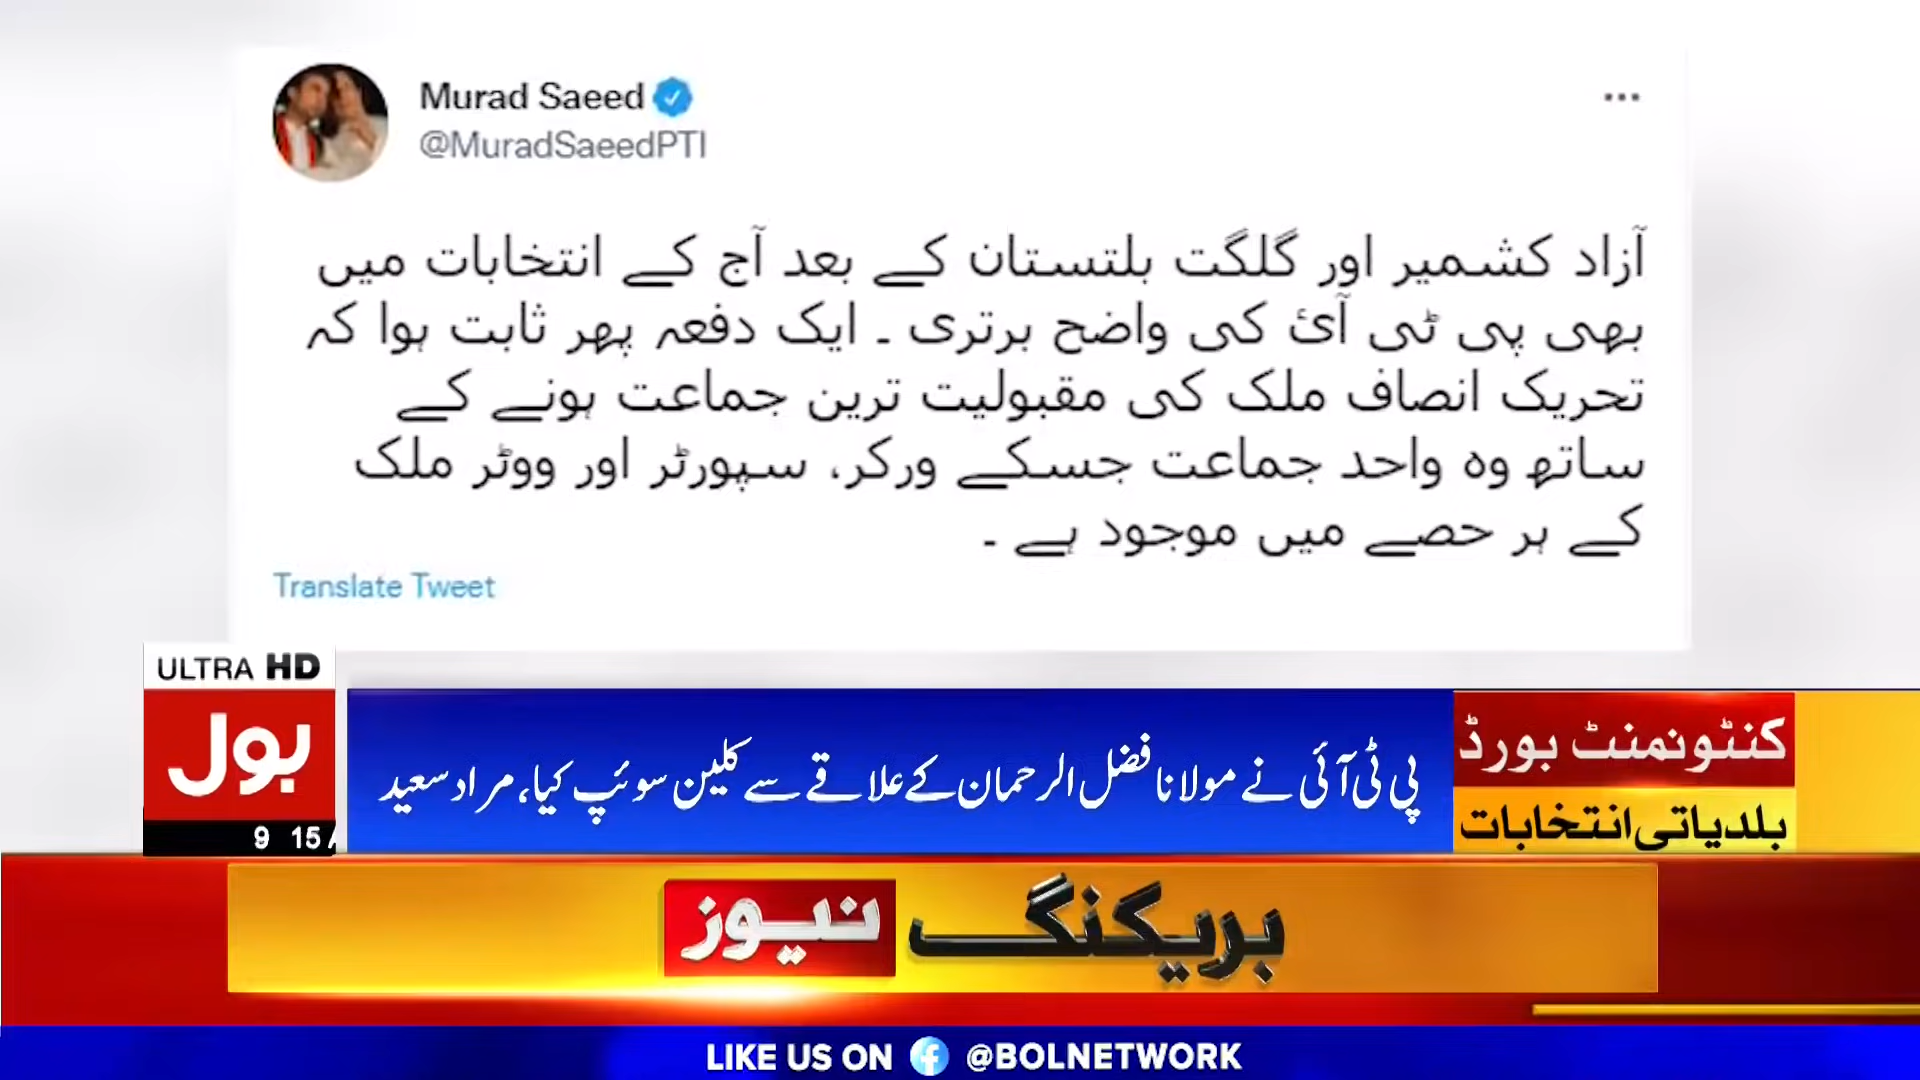 Murad Saeed
@MuradSaeedPTI
آزاد کشمیر اور گلگت بلتستان کے بعد آج کے انتخابات میں
بھی پی ٹی آئ کی واضح برتری ۔ ایک دفعہ پھر ثابت ہوا کہ
تحریک انصاف ملک کی مقبولیت ترین جماعت ہونے کے
ساتھ وہ واحد جماعت جسکے ورکر، سپورٹر اور ووٹر ملک
کے ہر حصے میں موجود ہے ۔
Translate Tweet
ULTRA HD
بول
9 15
کنٹونمنٹ بورڈ
بلدیاتی انتخابات
پی ٹی آئی نے مولانا فضل الرحمان کے علاقے سے کلین سوئپ کیا، مراد سعید
بریکنگ نیوز
LIKE US ON @BOLNETWORK